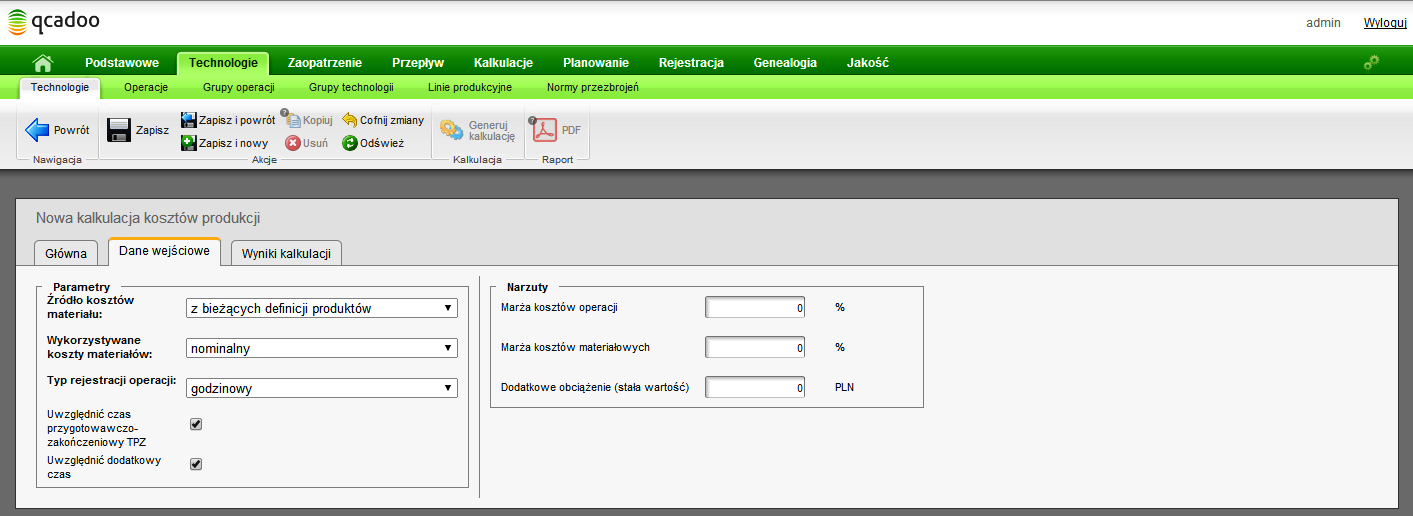 qcadoo
admin
Wyloguj
Podstawowe
Technologie
Zaopatrzenie
Przepływ
Kalkulacje
Planowanie
Rejestracja
Genealogia
Jakość
Technologie
Operacje
Grupy operacji
Grupy technologii
Linie produkcyjne
Normy przezbrojeń
Powrót
Nawigacja
Zapisz
Zapisz i powrót
Kopiuj
Cofnij zmiany
Zapisz i nowy
Usuń
Odśwież
Akcje
Generuj
kalkulację
Kalkulacja
PDF
Raport
Nowa kalkulacja kosztów produkcji
Główna
Dane wejściowe
Wyniki kalkulacji
Parametry
Źródło kosztów
materiału:
z bieżących definicji produktów
Wykorzystywane
koszty materiałów:
nominalny
Typ rejestracji operacji:
godzinowy
Uwzględnić czas
przygotowawczo-
zakończeniowy TPZ
Uwzględnić dodatkowy
czas
Narzuty
Marża kosztów operacji
0
%
Marża kosztów materiałowych
0
%
Dodatkowe obciążenie (stała wartość)
0
PLN